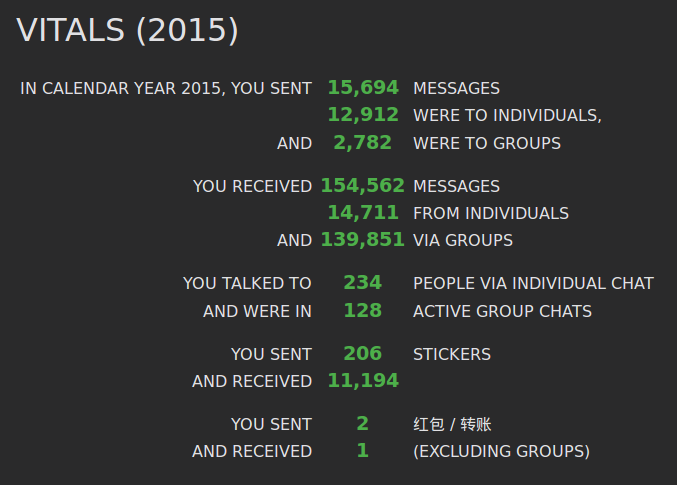 VITALS (2015)
IN CALENDAR YEAR 2015, YOU SENT 15,694 MESSAGES
12,912 WERE TO INDIVIDUALS,
AND 2,782 WERE TO GROUPS
YOU RECEIVED 154,562 MESSAGES
14,711 FROM INDIVIDUALS
AND 139,851 VIA GROUPS
YOU TALKED TO 234 PEOPLE VIA INDIVIDUAL CHAT
AND WERE IN 128 ACTIVE GROUP CHATS
YOU SENT 206 STICKERS
AND RECEIVED 11,194
YOU SENT 2 红包 / 转账
AND RECEIVED 1 (EXCLUDING GROUPS)